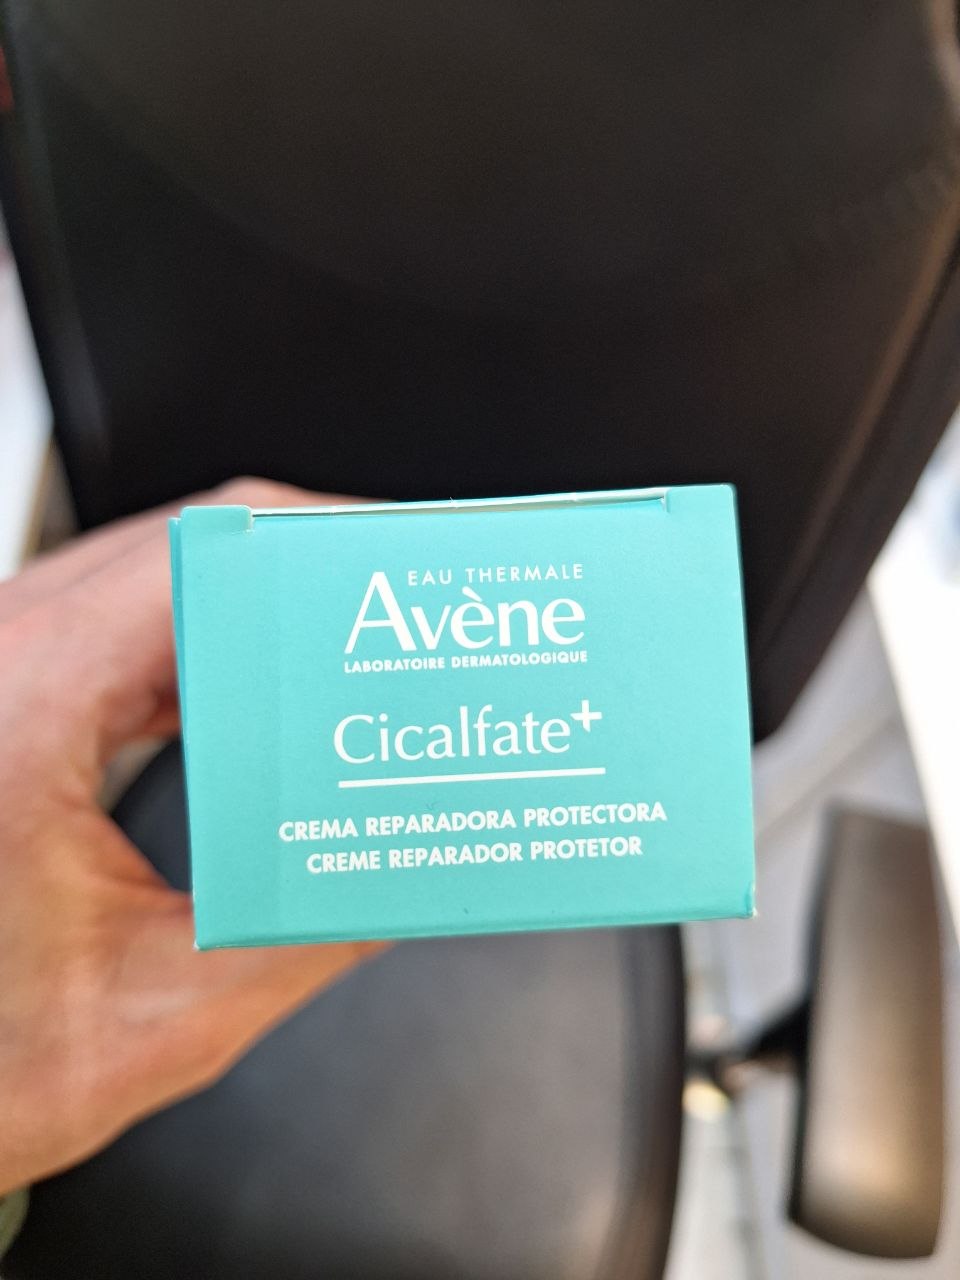 EAU THERMALE
Avène
LABORATOIRE DERMATOLOGIQUE
Cicalfate+
CREMA REPARADORA PROTECTORA
CREME REPARADOR PROTETOR